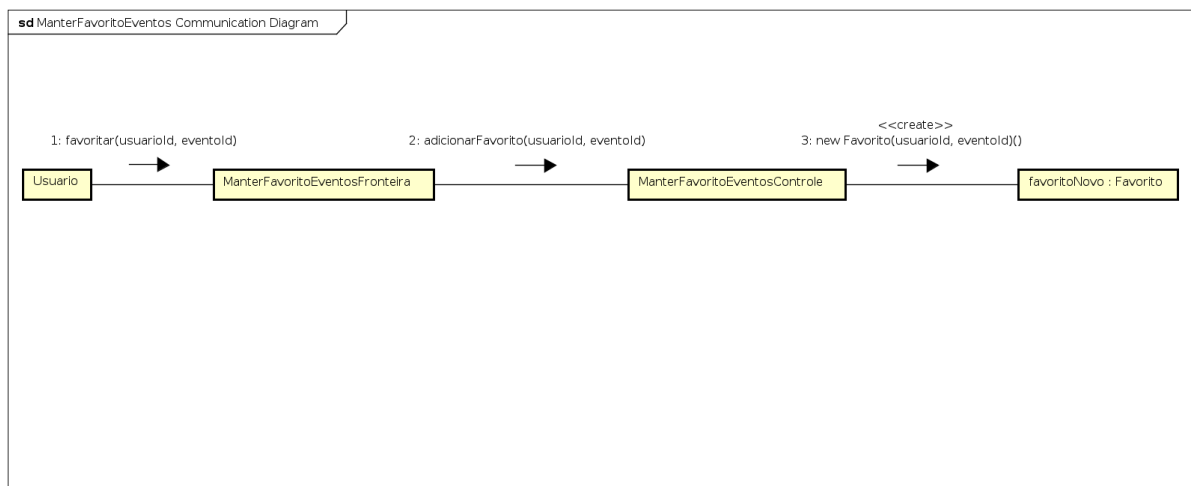 sd ManterFavoritoEventos Communication Diagram
<<create>>
1: favoritar(usuarioId, eventoId)
2: adicionarFavorito(usuarioId, eventoId)
3: new Favorito(usuarioId, eventoId)()
Usuario
ManterFavoritoEventosFronteira
ManterFavoritoEventosControle
favoritoNovo : Favorito